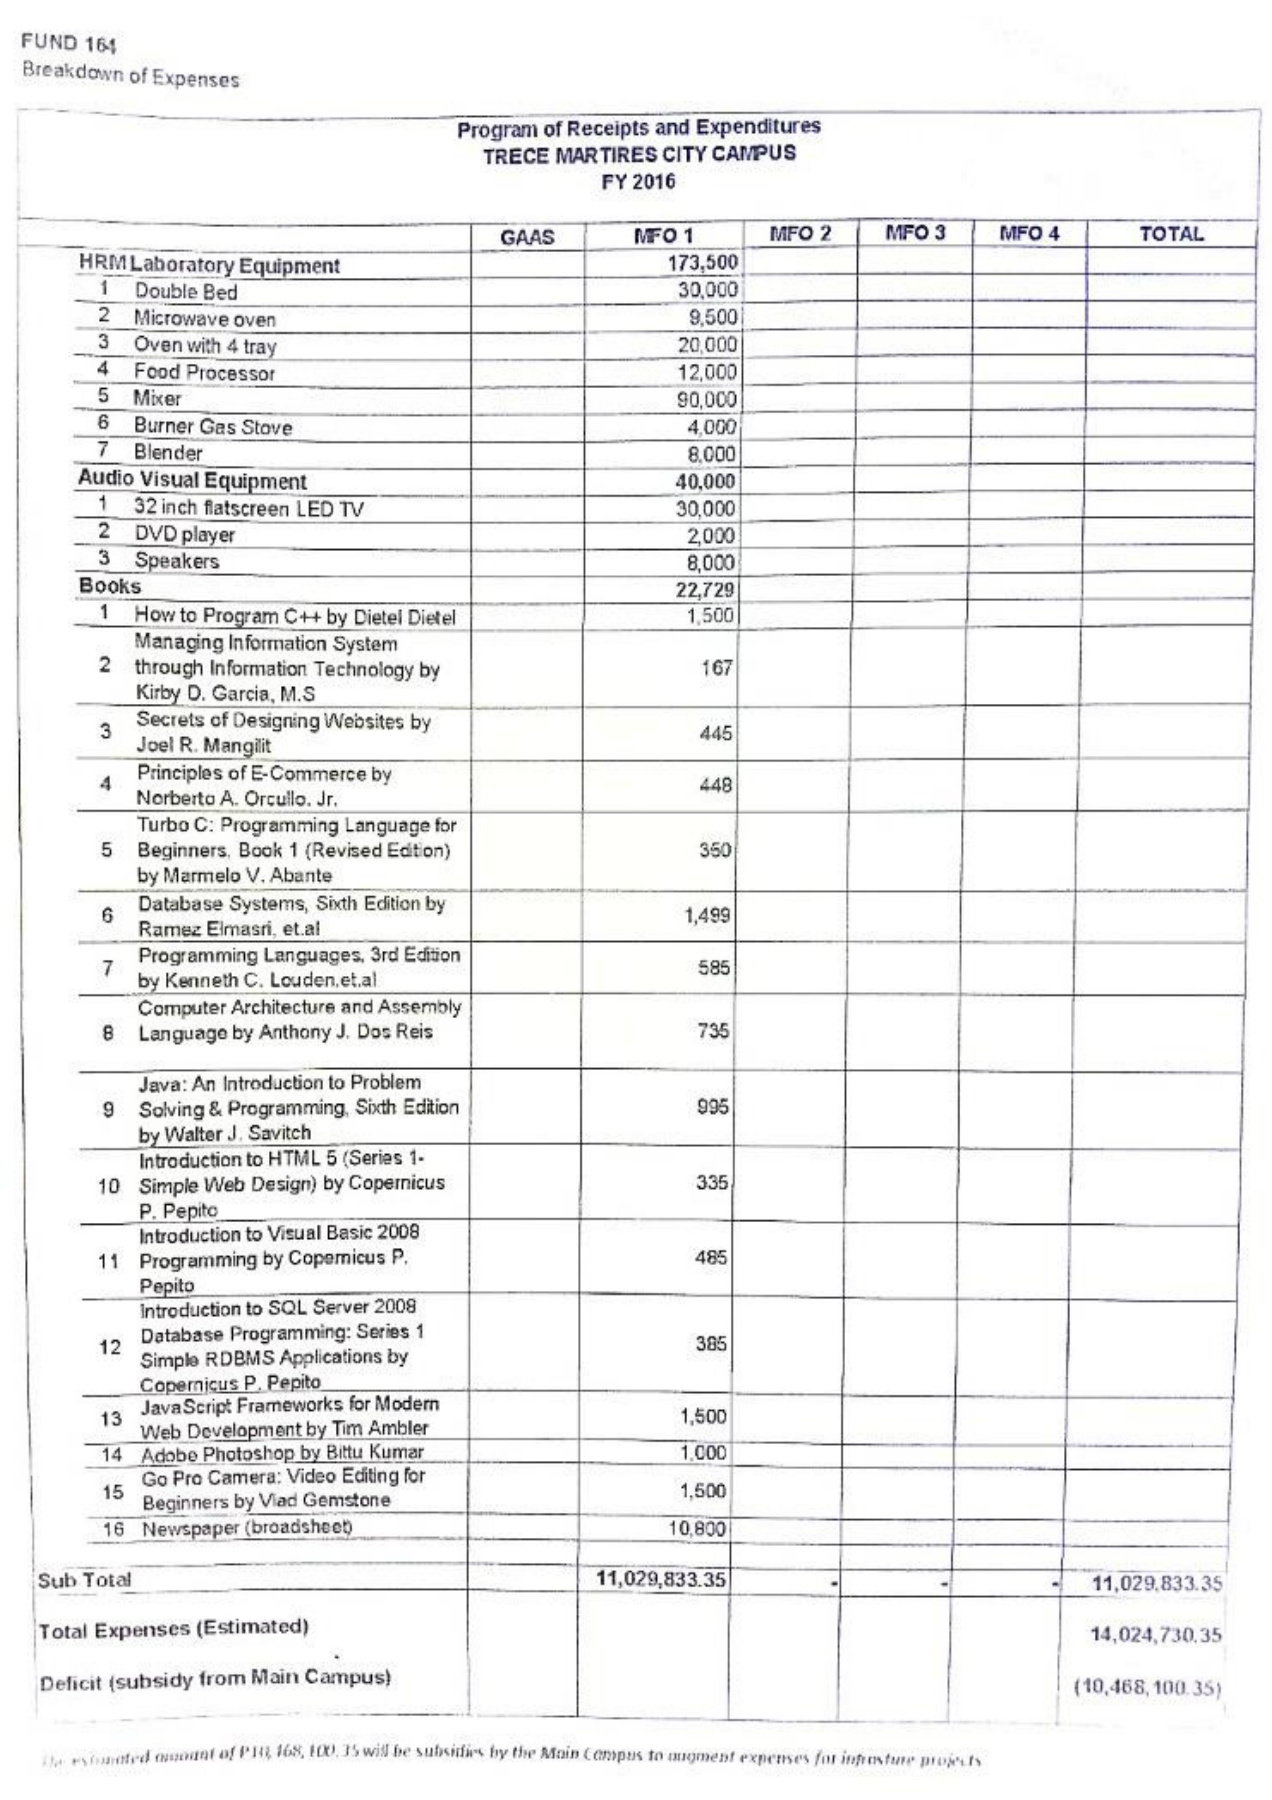 FUND 164
Breakdown of Expenses
Program of Receipts and Expenditures
TRECE MARTIRES CITY CAMPUS
FY 2016
GAAS MFO 1 MFO 2 MFO 3 MFO 4 TOTAL
HRM Laboratory Equipment 173,500
1 Double Bed 30,000
2 Microwave oven 9,500
3 Oven with 4 tray 20,000
4 Food Processor 12,000
5 Mixer 90,000
6 Burner Gas Stove 4,000
7 Blender 8,000
Audio Visual Equipment 40,000
1 32 inch flatscreen LED TV 30,000
2 DVD player 2,000
3 Speakers 8,000
Books 22,729
1 How to Program C++ by Dietel Dietel 1,500
Managing Information System
2 through Information Technology by 167
Kirby D. Garcia, M.S
Secrets of Designing Websites by
3 445
Joel R. Mangilit
Principles of E-Commerce by
4 448
Norberto A. Orcullo, Jr.
Turbo C: Programming Language for
5 Beginners, Book 1 (Revised Edition) 350
by Marmelo V. Abante
Database Systems, Sixth Edition by
6 1,499
Ramez Elmasri, et.al
Programming Languages, 3rd Edition
7 585
by Kenneth C. Louden,et.al
Computer Architecture and Assembly
8 Language by Anthony J. Dos Reis 735
Java: An Introduction to Problem
9 Solving & Programming, Sixth Edition 995
by Walter J. Savitch
Introduction to HTML 5 (Series 1-
10 Simple Web Design) by Copernicus 335
P. Pepito
Introduction to Visual Basic 2008
11 Programming by Copernicus P. 485
Pepito
Introduction to SQL Server 2008
Database Programming: Series 1
12 385
Simple RDBMS Applications by
Copernicus P. Pepito
JavaScript Frameworks for Modern
13 1,500
Web Development by Tim Ambler
14 Adobe Photoshop by Bittu Kumar 1,000
Go Pro Camera: Video Editing for
15 1,500
Beginners by Vlad Gemstone
16 Newspaper (broadsheet) 10,800
Sub Total 11,029,833.35 - - - 11,029,833.35
Total Expenses (Estimated) 14,024,730.35
Deficit (subsidy from Main Campus) (10,468,100.35)
The estimated amount of P10,468,100.35 will be subsidies by the Main Campus to augment expenses for infrasture projects